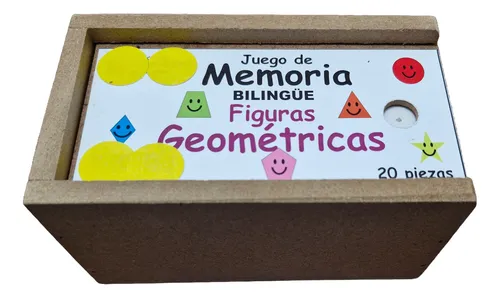 Juego de
Memoria
BILINGÜE
Figuras
Geométricas
20 piezas